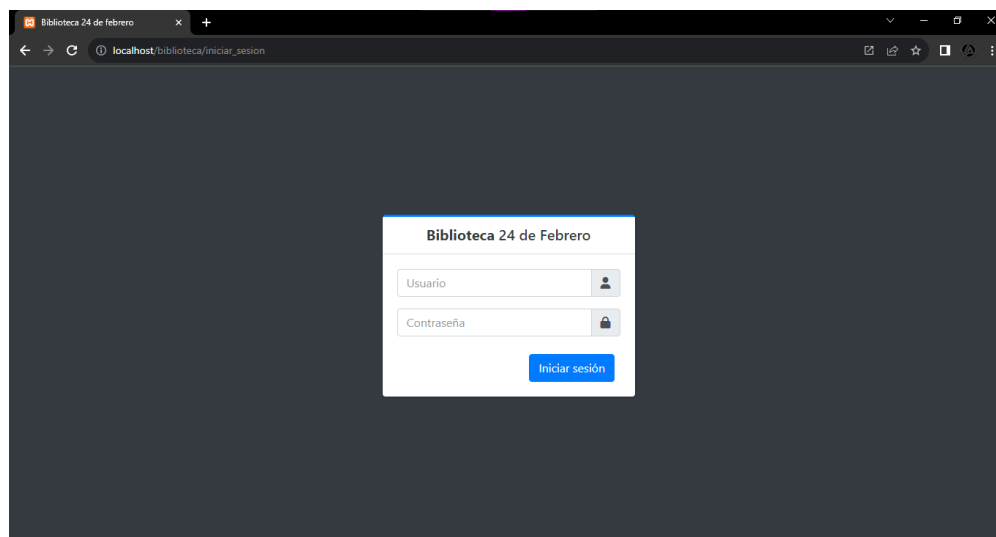 Biblioteca 24 de febrero
localhost/biblioteca/iniciar_sesion
Biblioteca 24 de Febrero
Usuario
Contraseña
Iniciar sesión